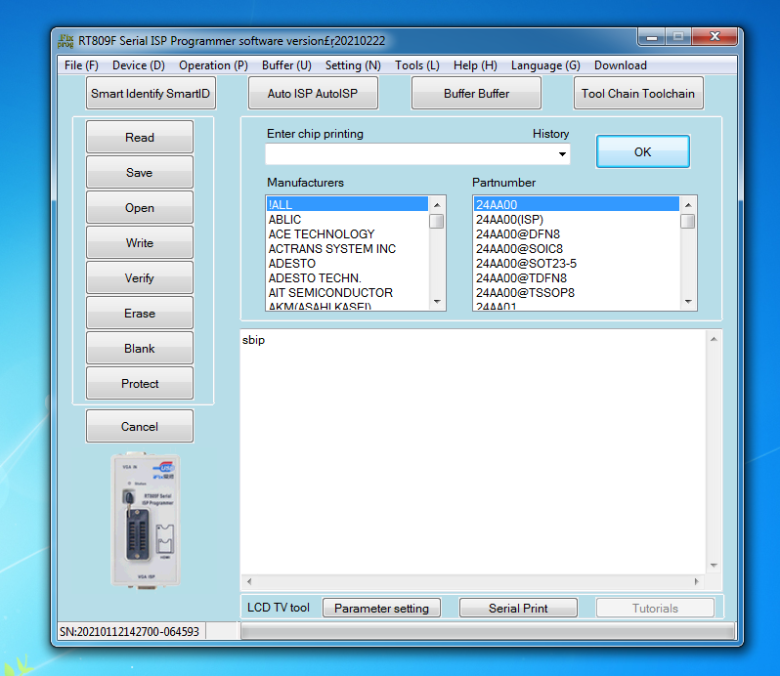 RT809F Serial ISP Programmer software version£ř20210222
File (F) Device (D) Operation (P) Buffer (U) Setting (N) Tools (L) Help (H) Language (G) Download
Smart Identify SmartID Auto ISP AutoISP Buffer Buffer Tool Chain Toolchain
Read
Save
Open
Write
Verify
Erase
Blank
Protect
Cancel
Enter chip printing History
OK
Manufacturers
!ALL
ABLIC
ACE TECHNOLOGY
ACTRANS SYSTEM INC
ADESTO
ADESTO TECHN.
AIT SEMICONDUCTOR
AKM(ASAHI KASEI)
Partnumber
24AA00
24AA00(ISP)
24AA00@DFN8
24AA00@SOIC8
24AA00@SOT23-5
24AA00@TDFN8
24AA00@TSSOP8
24AA01
sbip
VGA IN
RT809F Serial
ISP Programmer
VGA ISP
LCD TV tool Parameter setting Serial Print Tutorials
SN:20210112142700-064593